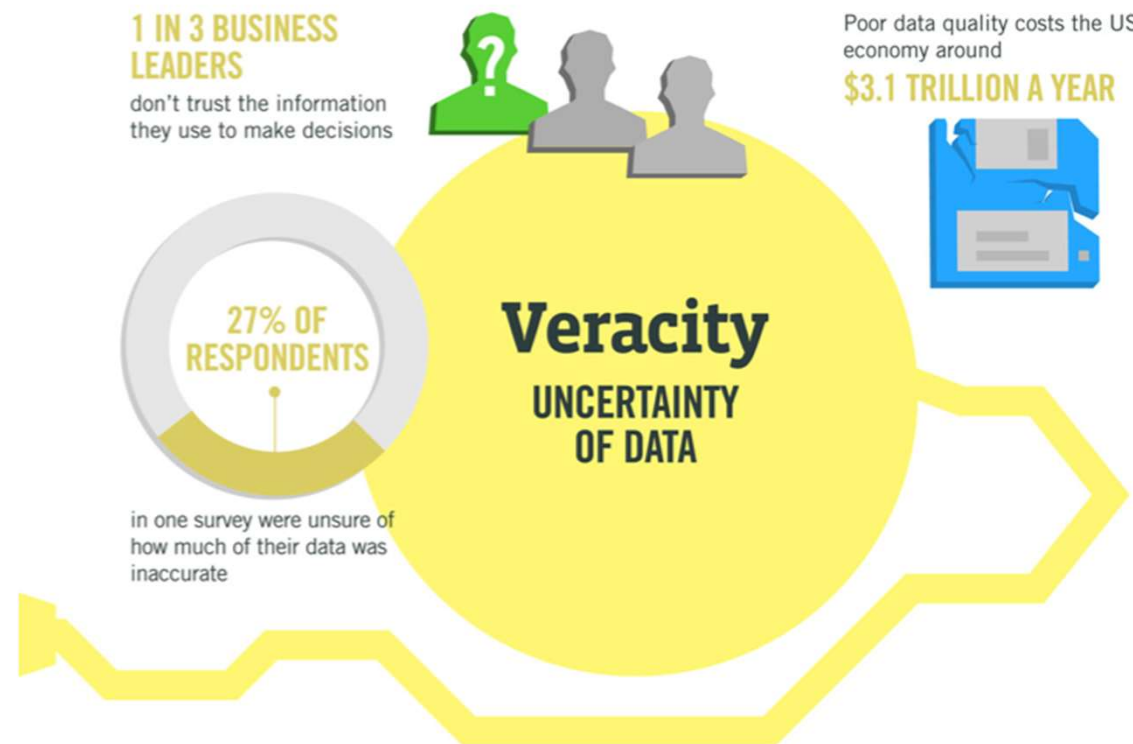 1 IN 3 BUSINESS
LEADERS
don't trust the information
they use to make decisions
?
Poor data quality costs the US
economy around
$3.1 TRILLION A YEAR
27% OF
RESPONDENTS
in one survey were unsure of
how much of their data was
inaccurate
Veracity
UNCERTAINTY
OF DATA